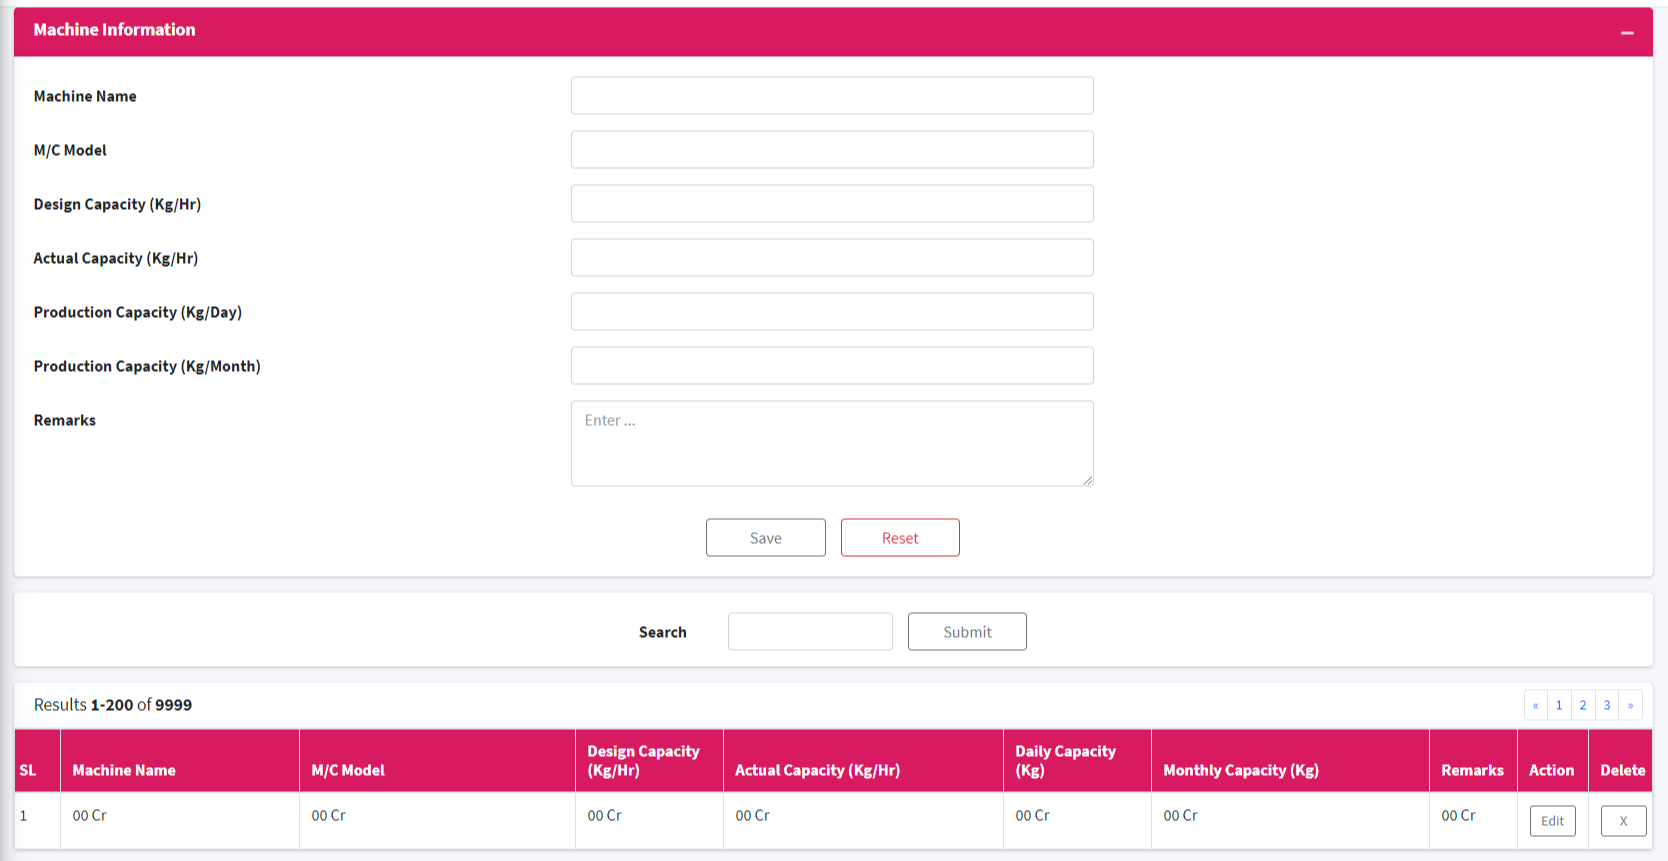 Machine Information
Machine Name
M/C Model
Design Capacity (Kg/Hr)
Actual Capacity (Kg/Hr)
Production Capacity (Kg/Day)
Production Capacity (Kg/Month)
Remarks
Enter ...
Save
Reset
Search
Submit
Results 1-200 of 9999
« 1 2 3 »
SL
Machine Name
M/C Model
Design Capacity
(Kg/Hr)
Actual Capacity (Kg/Hr)
Daily Capacity
(Kg)
Monthly Capacity (Kg)
Remarks
Action
Delete
1
00 Cr
00 Cr
00 Cr
00 Cr
00 Cr
00 Cr
00 Cr
Edit
X